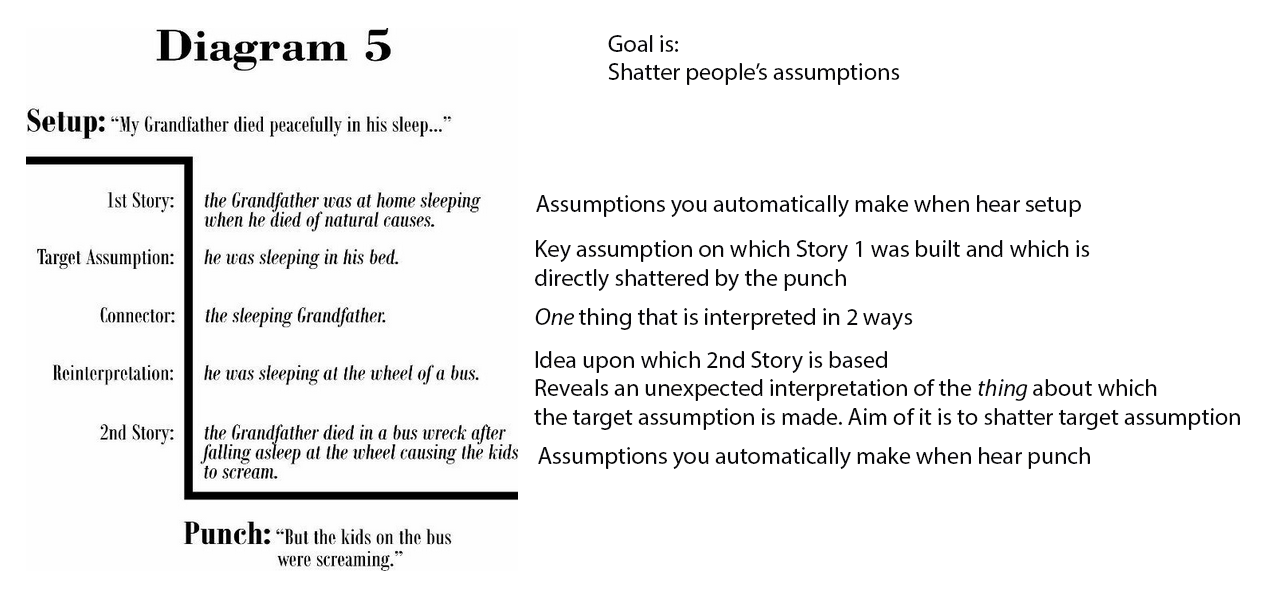 Diagram 5
Goal is:
Shatter people’s assumptions
Setup: “My Grandfather died peacefully in his sleep...”
1st Story: the Grandfather was at home sleeping
when he died of natural causes.
Assumptions you automatically make when hear setup
Target Assumption: he was sleeping in his bed.
Key assumption on which Story 1 was built and which is
directly shattered by the punch
Connector: the sleeping Grandfather.
One thing that is interpreted in 2 ways
Reinterpretation: he was sleeping at the wheel of a bus.
Idea upon which 2nd Story is based
Reveals an unexpected interpretation of the thing about which
the target assumption is made. Aim of it is to shatter target assumption
2nd Story: the Grandfather died in a bus wreck after
falling asleep at the wheel causing the kids
to scream.
Assumptions you automatically make when hear punch
Punch: “But the kids on the bus
were screaming.”